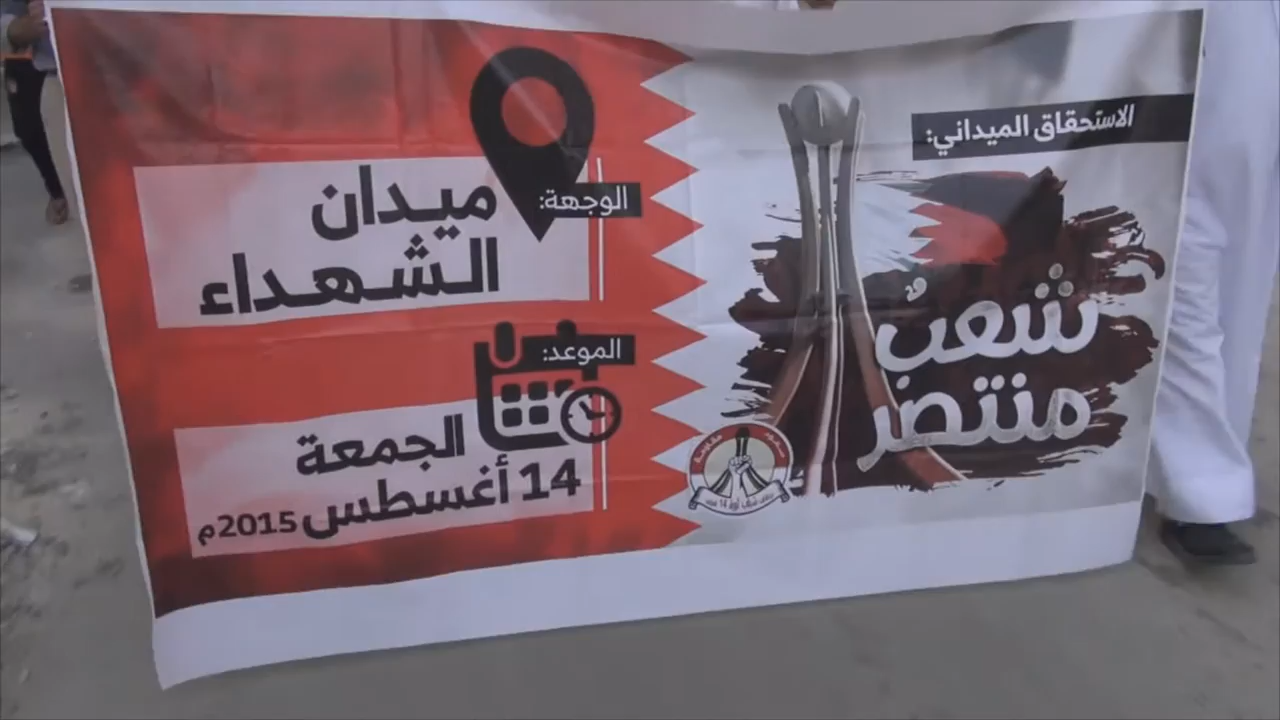 الاستحقاق الميداني:
شعبٌ
منتصر
الوجهة:
ميدان
الشهداء
الموعد:
الجمعة
14 أغسطس 2015م